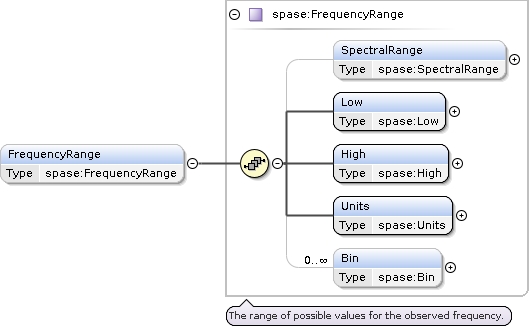 spase:FrequencyRange
SpectralRange
Type spase:SpectralRange
Low
Type spase:Low
High
Type spase:High
FrequencyRange
Type spase:FrequencyRange
Units
Type spase:Units
0..∞
Bin
Type spase:Bin
The range of possible values for the observed frequency.